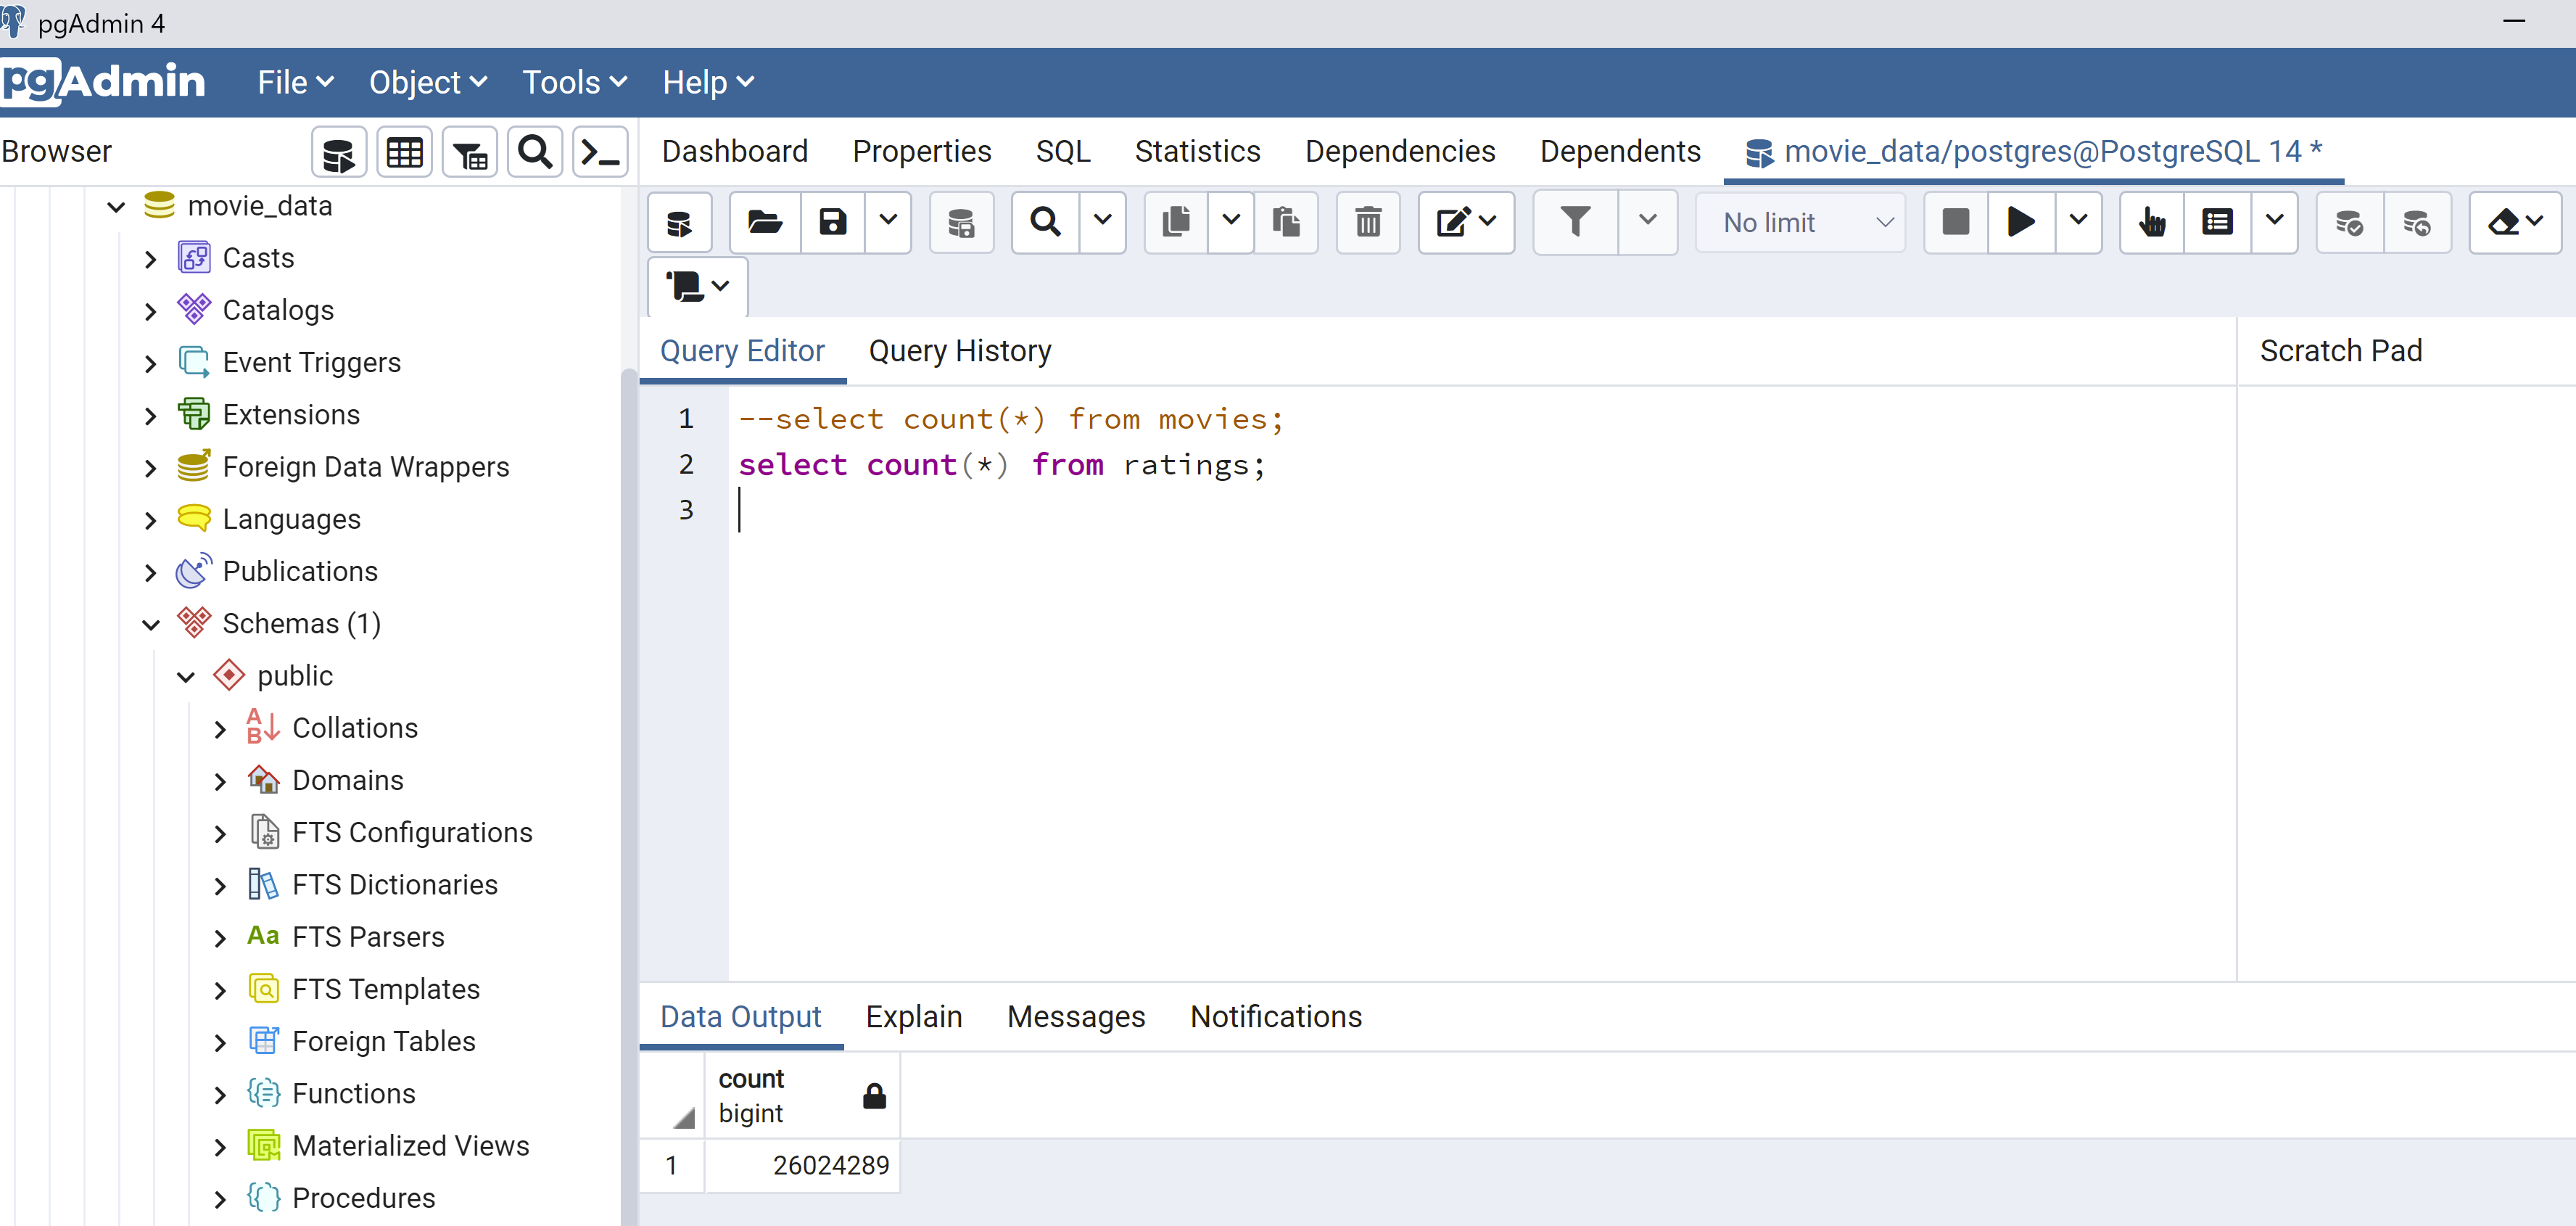 pgAdmin 4
pgAdmin File Object Tools Help
Browser
Dashboard Properties SQL Statistics Dependencies Dependents movie_data/postgres@PostgreSQL 14 *
No limit
movie_data
Casts
Catalogs
Event Triggers
Extensions
Foreign Data Wrappers
Languages
Publications
Schemas (1)
public
A
B
Collations
Domains
FTS Configurations
FTS Dictionaries
Aa FTS Parsers
FTS Templates
Foreign Tables
Functions
Materialized Views
Procedures
Query Editor Query History
Scratch Pad
1 --select count(*) from movies;
2 select count(*) from ratings;
3
Data Output Explain Messages Notifications
count
bigint
1 26024289